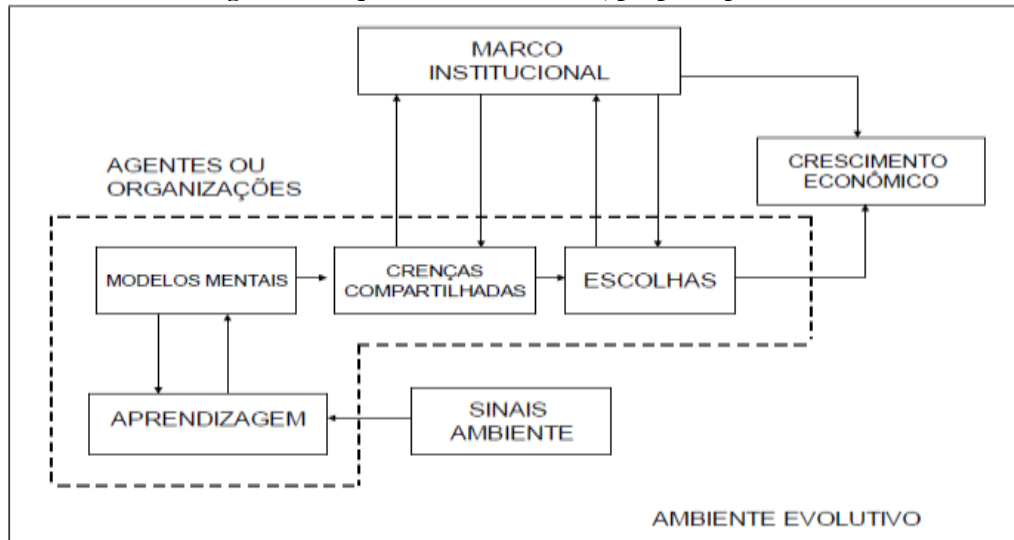 MARCO
INSTITUCIONAL
CRESCIMENTO
ECONÔMICO
AGENTES OU
ORGANIZAÇÕES
MODELOS MENTAIS
CRENÇAS
COMPARTILHADAS
ESCOLHAS
APRENDIZAGEM
SINAIS
AMBIENTE
AMBIENTE EVOLUTIVO